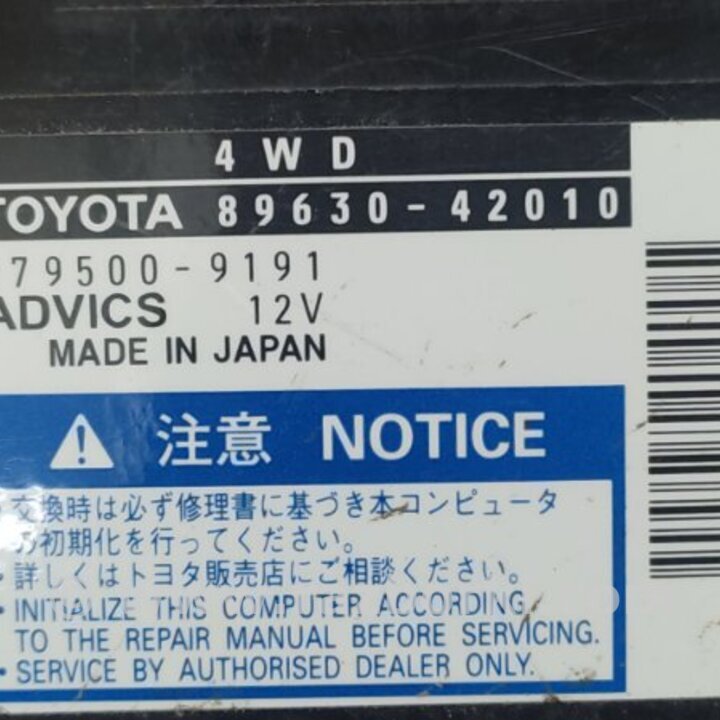 4WD
TOYOTA 89630-42010
79500-9191
ADVICS 12V
MADE IN JAPAN
注意 NOTICE
・交換時は必ず修理書に基づき本コンピュータ
の初期化を行ってください。
・詳しくはトヨタ販売店にご相談ください。
・INITIALIZE THIS COMPUTER ACCORDING
TO THE REPAIR MANUAL BEFORE SERVICING.
・SERVICE BY AUTHORISED DEALER ONLY.